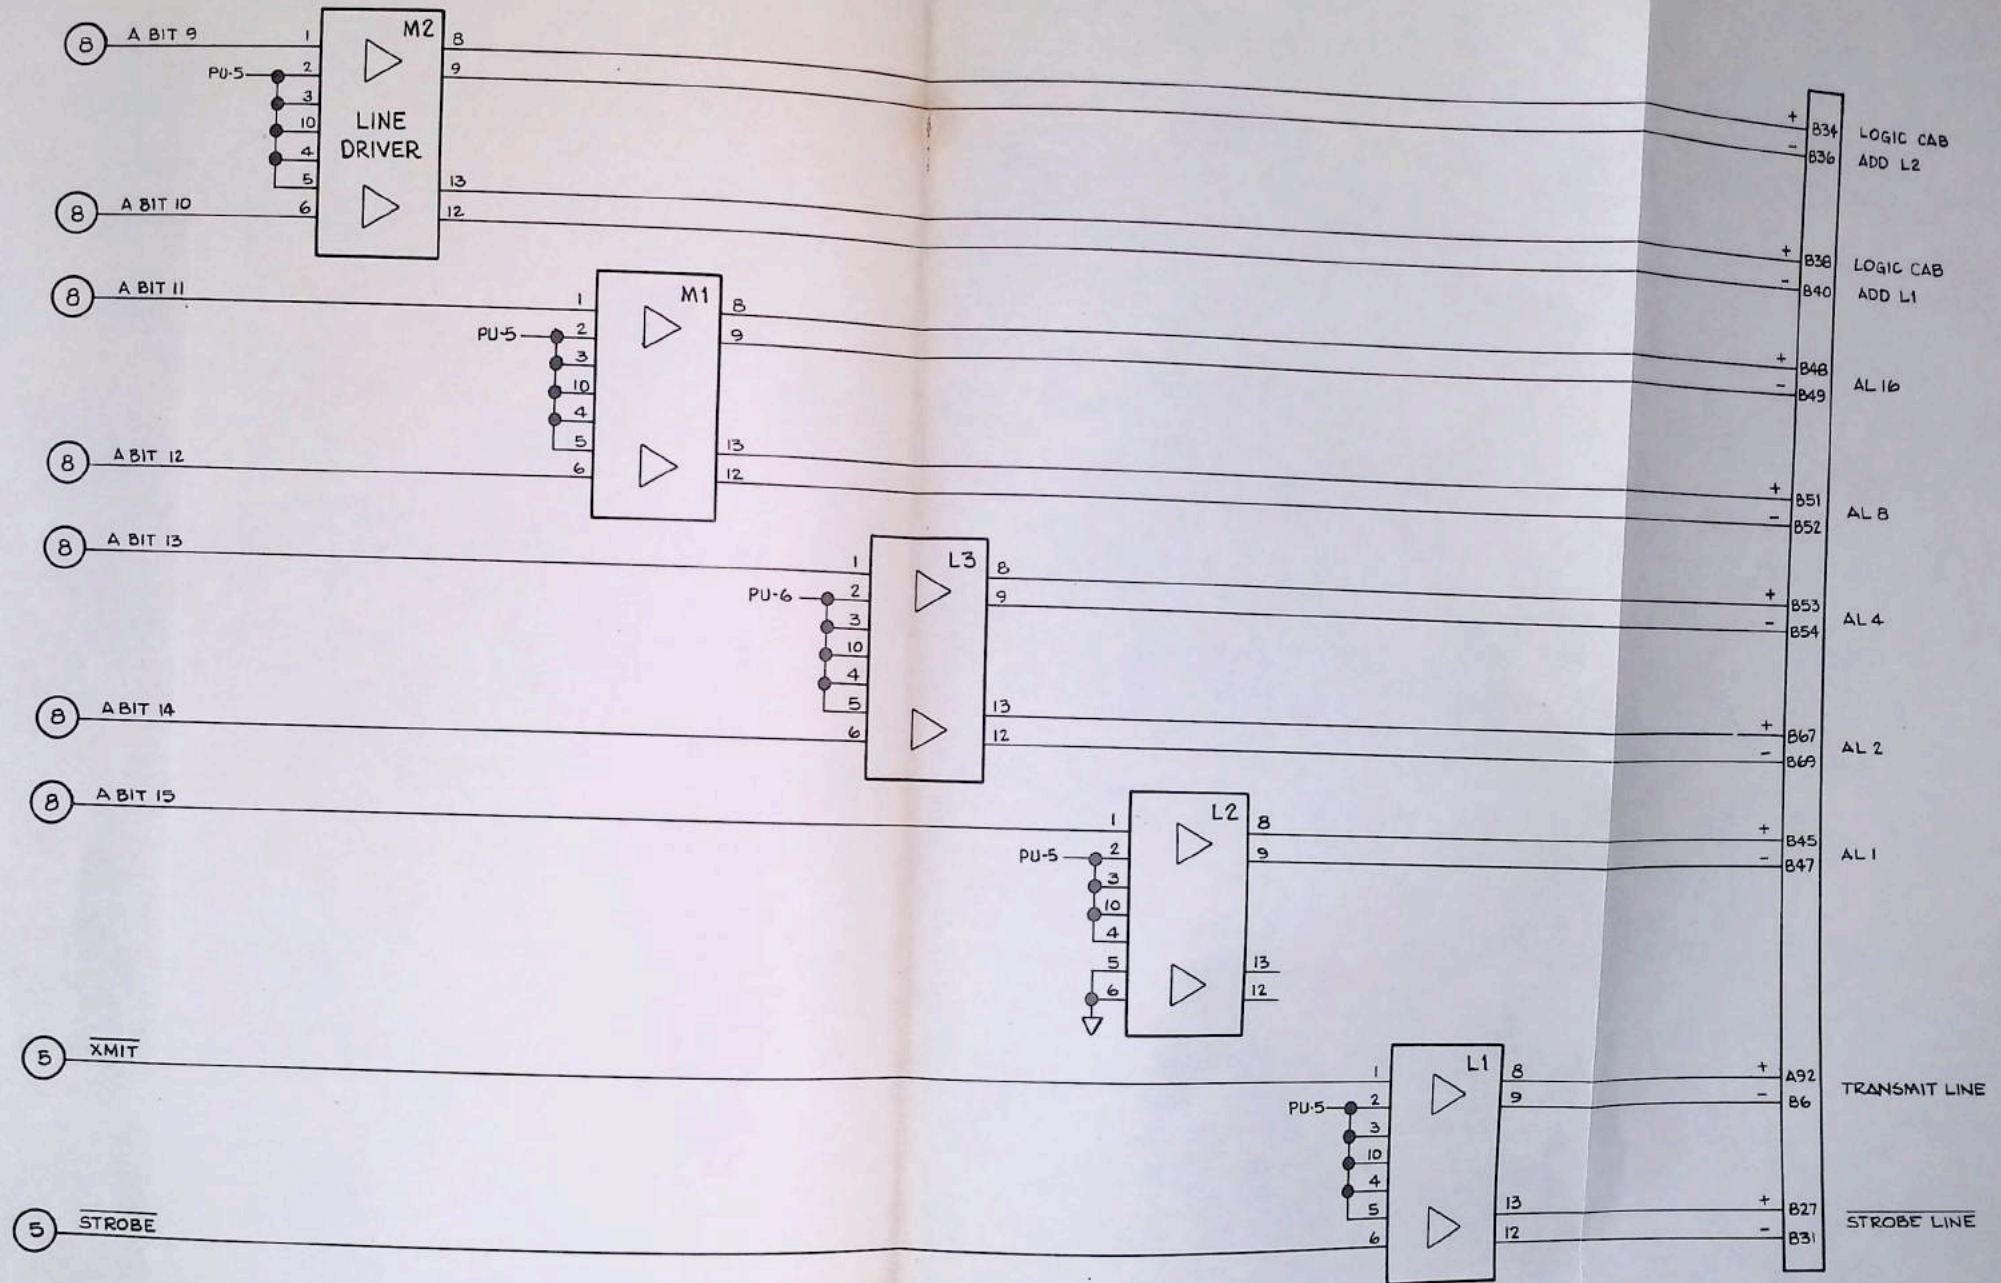 8 A BIT 9 1 M2 8
PU-5 2 9
3
10 LINE
4 DRIVER
5 13
8 A BIT 10 6 12
+ B34 LOGIC CAB
- B36 ADD L2
+ B38 LOGIC CAB
- B40 ADD L1
8 A BIT 11 1 M1 8
PU-5 2 9
3
10
4
5 13
8 A BIT 12 6 12
+ B48
- B49 AL 16
+ B51
- B52 AL 8
8 A BIT 13 1 L3 8
PU-6 2 9
3
10
4
5 13
8 A BIT 14 6 12
+ B53
- B54 AL 4
+ B67
- B69 AL 2
8 A BIT 15 1 L2 8
PU-5 2 9
3
10
4
5 13
6 12
+ B45
- B47 AL 1
5 XMIT 1 L1 8
PU-5 2 9
3
10
4
5 13
5 STROBE 6 12
+ A92
- B6 TRANSMIT LINE
+ B27
- B31 STROBE LINE